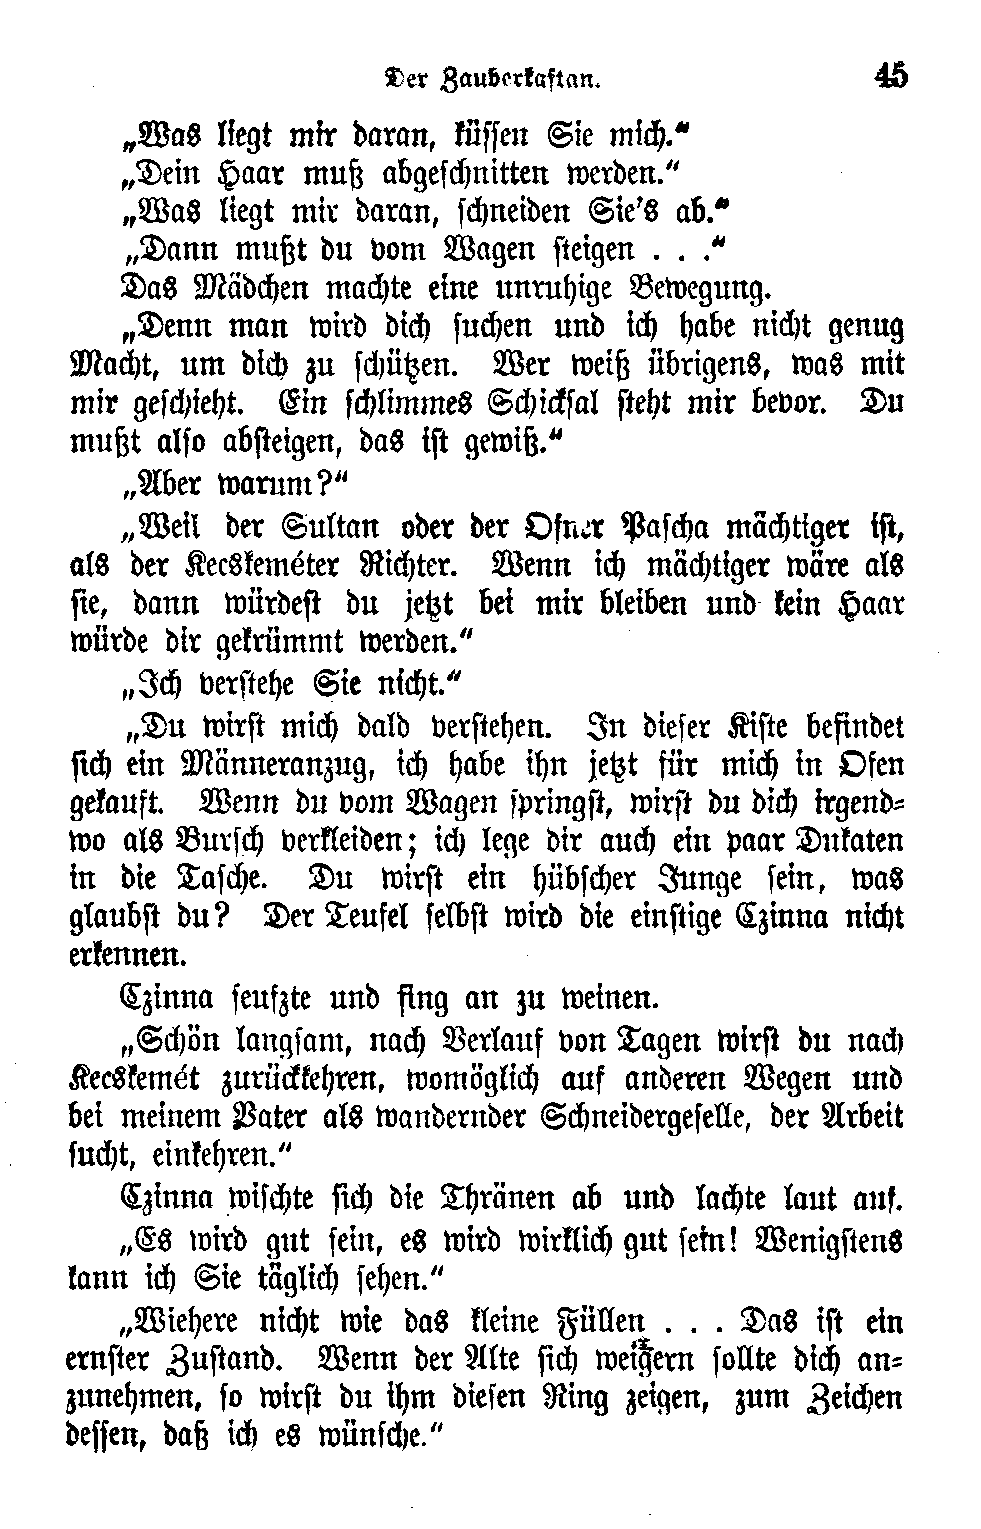 Der Zauberkaftan. 45
„Was liegt mir daran, küssen Sie mich.“
„Dein Haar muß abgeschnitten werden.“
„Was liegt mir daran, schneiden Sie's ab.“
„Dann mußt du vom Wagen steigen . . .“
Das Mädchen machte eine unruhige Bewegung.
„Denn man wird dich suchen und ich habe nicht genug
Macht, um dich zu schützen. Wer weiß übrigens, was mit
mir geschieht. Ein schlimmes Schicksal steht mir bevor. Du
mußt also absteigen, das ist gewiß.“
„Aber warum?“
„Weil der Sultan oder der Ofner Pascha mächtiger ist,
als der Kecskeméter Richter. Wenn ich mächtiger wäre als
sie, dann würdest du jetzt bei mir bleiben und kein Haar
würde dir gekrümmt werden.“
„Ich verstehe Sie nicht.“
„Du wirst mich bald verstehen. In dieser Kiste befindet
sich ein Männeranzug, ich habe ihn jetzt für mich in Ofen
gekauft. Wenn du vom Wagen springst, wirst du dich irgend-
wo als Bursch verkleiden; ich lege dir auch ein paar Dukaten
in die Tasche. Du wirst ein hübscher Junge sein, was
glaubst du? Der Teufel selbst wird die einstige Czinna nicht
erkennen.
Czinna seufzte und fing an zu weinen.
„Schön langsam, nach Verlauf von Tagen wirst du nach
Kecskemét zurückkehren, womöglich auf anderen Wegen und
bei meinem Vater als wandernder Schneidergeselle, der Arbeit
sucht, einkehren.“
Czinna wischte sich die Thränen ab und lachte laut auf.
„Es wird gut sein, es wird wirklich gut sein! Wenigstens
kann ich Sie täglich sehen.“
„Wiehere nicht wie das kleine Füllen . . . Das ist ein
ernster Zustand. Wenn der Alte sich weigern sollte dich an-
zunehmen, so wirst du ihm diesen Ring zeigen, zum Zeichen
dessen, daß ich es wünsche.“